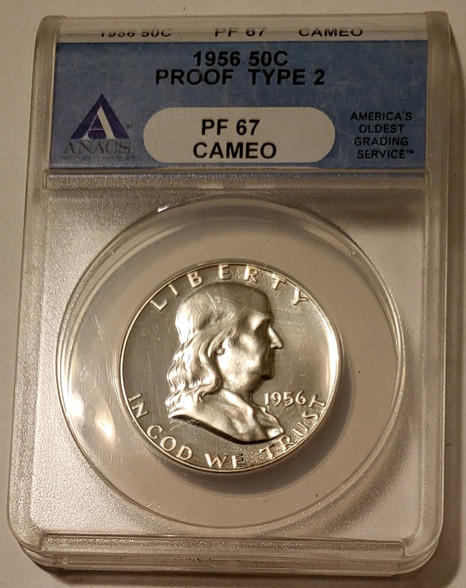 1956 50C PF 67 CAMEO
1956 50C
PROOF TYPE 2
ANACS
PF 67
CAMEO
AMERICA'S
OLDEST
GRADING
SERVICE™
LIBERTY
1956
IN GOD WE TRUST